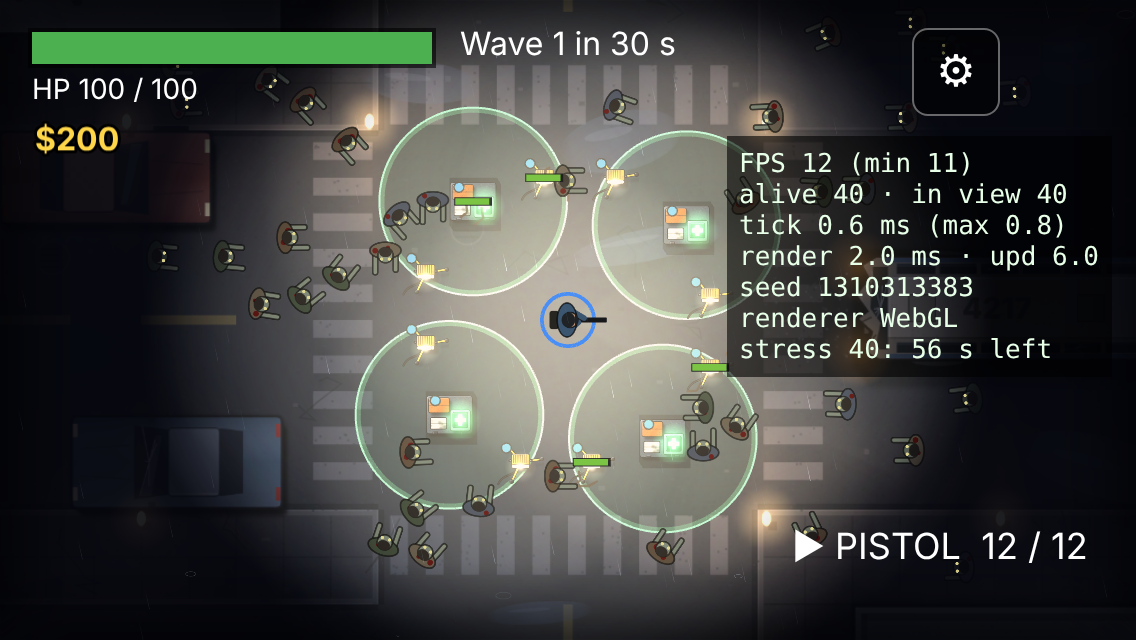 Wave 1 in 30 s
HP 100 / 100
$200
FPS 12 (min 11)
alive 40 · in view 40
tick 0.6 ms (max 0.8)
render 2.0 ms · upd 6.0
seed 1310313383
renderer WebGL
stress 40: 56 s left
4217
▶ PISTOL 12 / 12